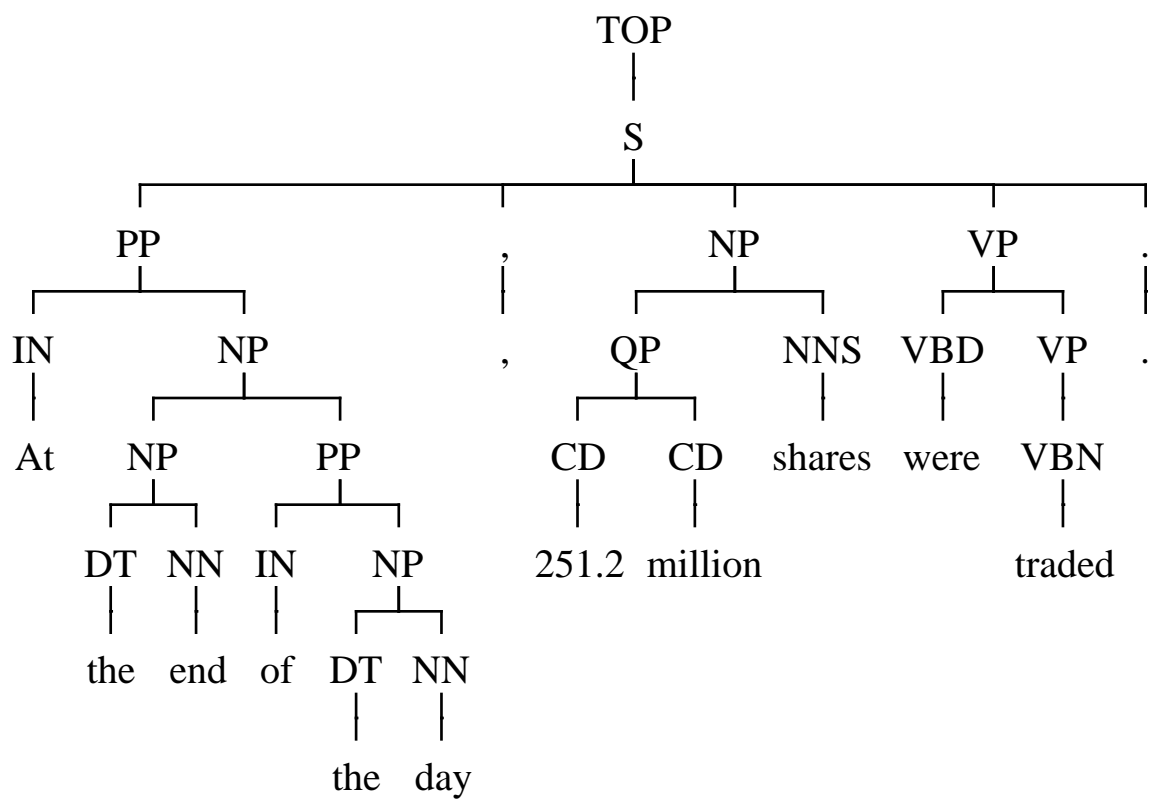 TOP
S
PP , NP VP .
IN NP , QP NNS VBD VP .
At NP PP CD CD shares were VBN
DT NN IN NP 251.2 million traded
the end of DT NN
the day